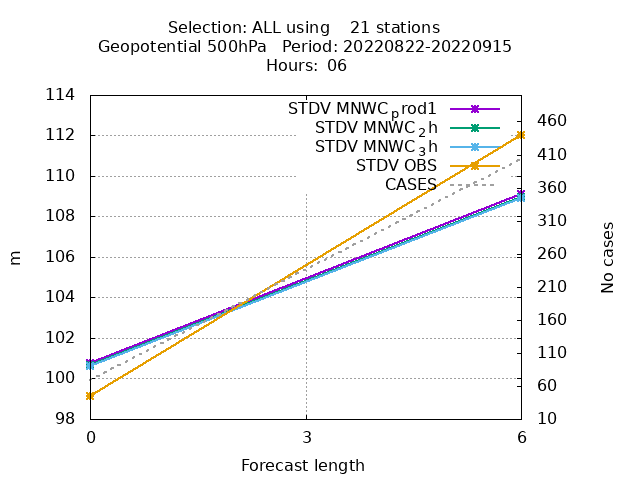 Selection: ALL using 21 stations
Geopotential 500hPa Period: 20220822-20220915
Hours: 06
STDV MNWC_prod1
STDV MNWC_2h
STDV MNWC_3h
STDV OBS
CASES
114
112
110
108
106
104
102
100
98
m
460
410
360
310
260
210
160
110
60
10
No cases
0 3 6
Forecast length